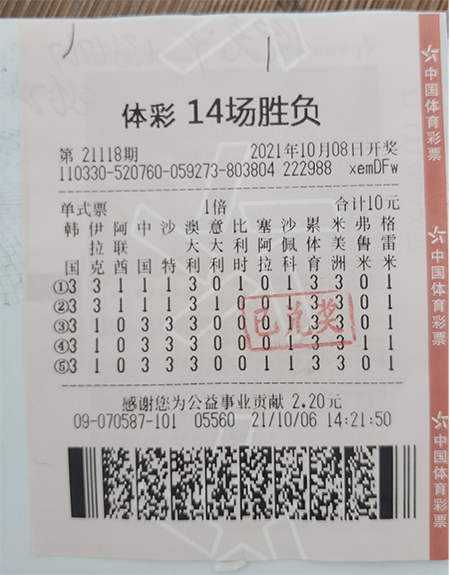 体彩 14场胜负
第 21118期 2021年10月08日开奖
110330-520760-059273-803804 222988 xemDFw
单式票 1倍 合计10元
韩 伊 阿 中 沙 澳 意 比 塞 沙 累 米 弗 格
拉 联 大 大 利 阿 佩 体 美 鲁 雷
国 克 酋 国 特 利 利 时 拉 科 育 洲 米 米
①3 3 1 1 1 3 0 1 0 1 3 3 0 1
②3 3 1 1 1 3 1 0 1 3 3 0 1
③3 1 0 3 3 3 0 0 1 3 3 0 1
④3 1 0 3 3 3 0 0 1 3 3 1 1
⑤3 1 0 3 3 3 0 0 1 1 3 3 0 1
已兑奖
感谢您为公益事业贡献 2.20元
09-070587-101 05560 21/10/06 14:21:50
中国体育彩票
中国体育彩票
中国体育彩票